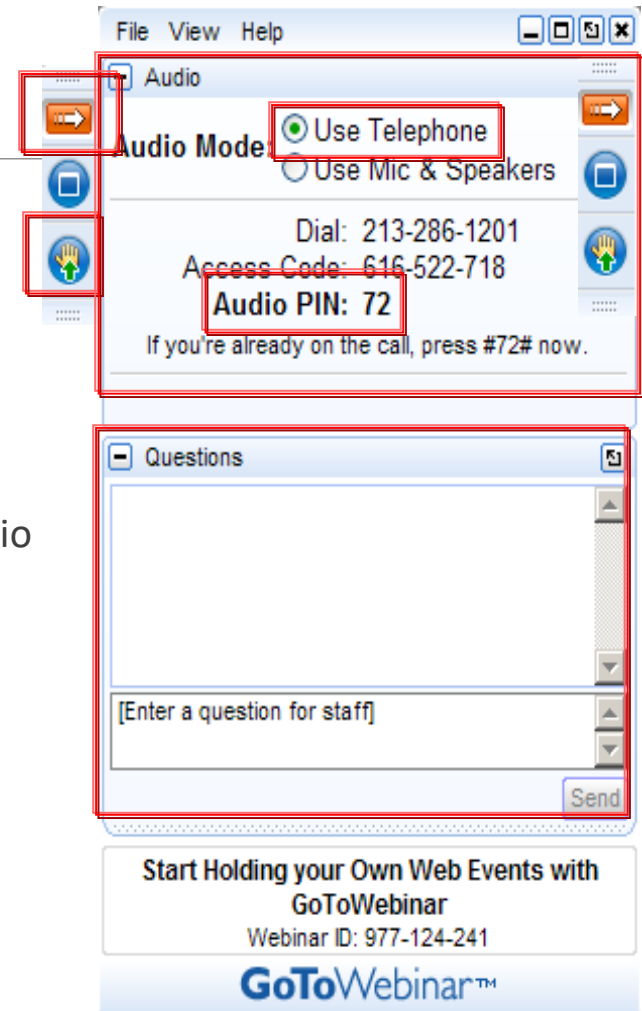 File View Help
Audio
Audio Mode:
Use Telephone
Use Mic & Speakers
Dial: 213-286-1201
Access Code: 616-522-718
Audio PIN: 72
If you're already on the call, press #72# now.
Questions
io
[Enter a question for staff]
Send
Start Holding your Own Web Events with
GoToWebinar
Webinar ID: 977-124-241
GoToWebinar™